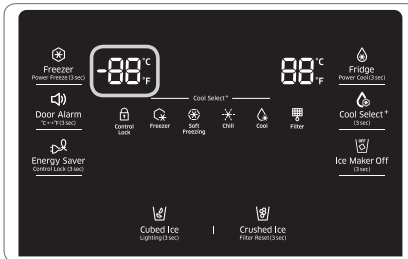 -88 °C
°F
88 °C
°F
Freezer
Power Freeze (3 sec)
Fridge
Power Cool (3 sec)
Cool Select+
Door Alarm
°C↔°F (3 sec)
Control
Lock
Freezer
Soft
Freezing
Chill
Cool
Filter
Cool Select+
(3 sec)
Energy Saver
Control Lock (3 sec)
OFF
Ice Maker Off
(3 sec)
Cubed Ice
Lighting (3 sec)
Crushed Ice
Filter Reset (3 sec)